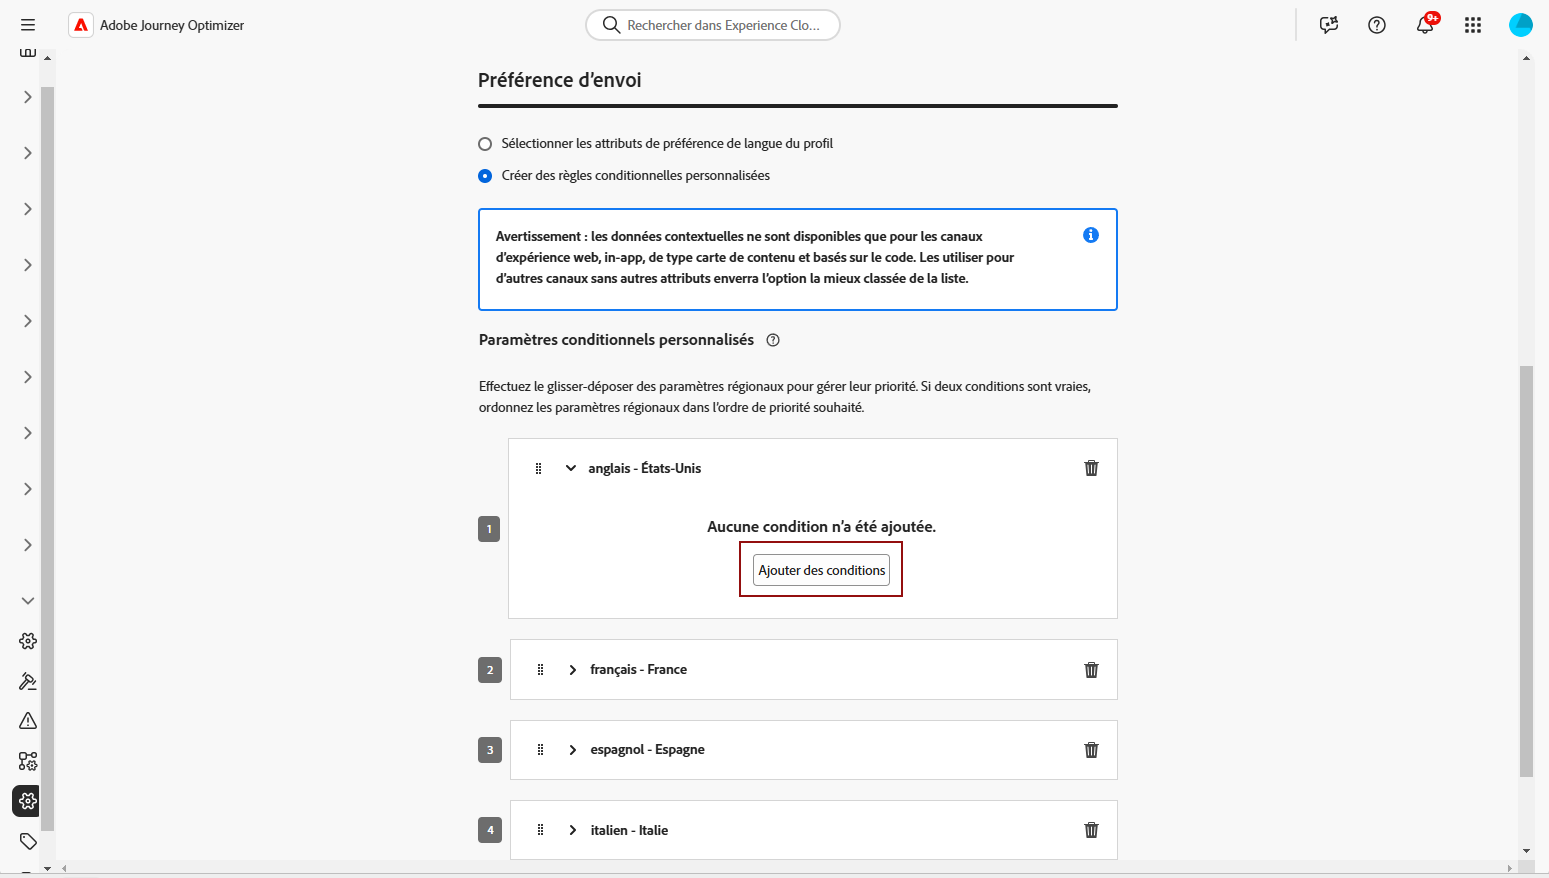 Adobe Journey Optimizer
Rechercher dans Experience Clo...
9+
Préférence d’envoi
Sélectionner les attributs de préférence de langue du profil
Créer des règles conditionnelles personnalisées
Avertissement : les données contextuelles ne sont disponibles que pour les canaux
d’expérience web, in-app, de type carte de contenu et basés sur le code. Les utiliser pour
d’autres canaux sans autres attributs enverra l’option la mieux classée de la liste.
Paramètres conditionnels personnalisés
Effectuez le glisser-déposer des paramètres régionaux pour gérer leur priorité. Si deux conditions sont vraies,
ordonnez les paramètres régionaux dans l’ordre de priorité souhaité.
anglais - États-Unis
1
Aucune condition n’a été ajoutée.
Ajouter des conditions
2
français - France
3
espagnol - Espagne
4
italien - Italie